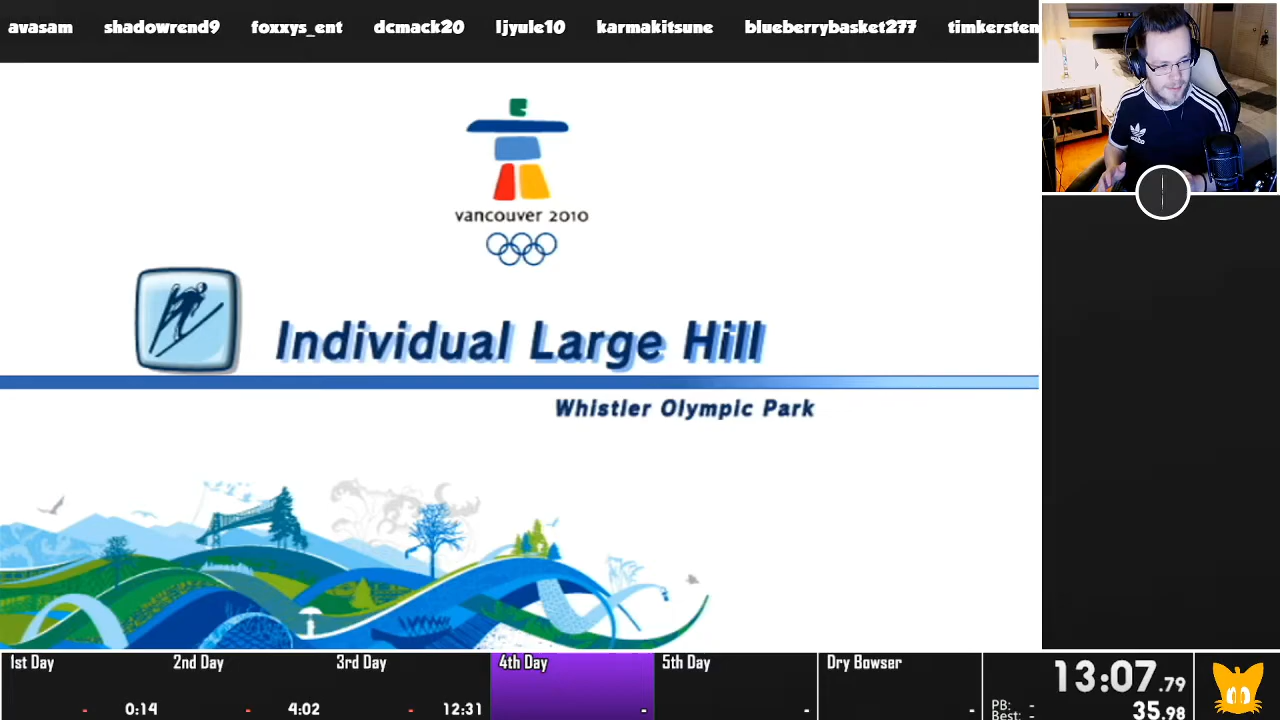 avasam shadowrend9 foxxys_ent dcmack20 ljyule10 karmakitsune blueberrybasket277 timkersten
vancouver 2010
Individual Large Hill
Whistler Olympic Park
adidas
1st Day 2nd Day 3rd Day 4th Day 5th Day Dry Bowser
- 0:14 - 4:02 - 12:31 - - -
13:07.79
PB: -
Best: - 35.98